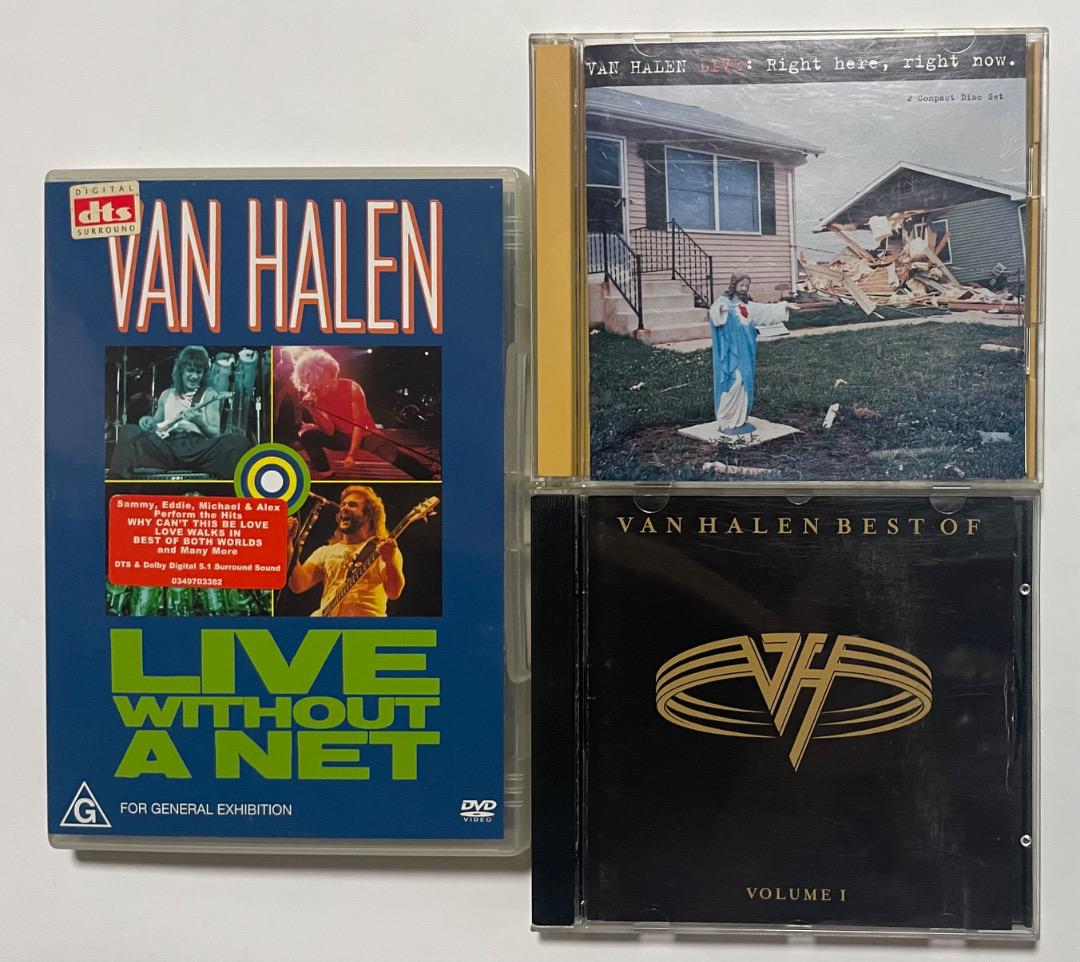 DIGITAL
dts
SURROUND
VAN HALEN
Sammy, Eddie, Michael & Alex
Perform the Hits
WHY CAN'T THIS BE LOVE
LOVE WALKS IN
BEST OF BOTH WORLDS
and Many More
DTS & Dolby Digital 5.1 Surround Sound
0349703382
LIVE
WITHOUT
A NET
G
FOR GENERAL EXHIBITION
DVD
VIDEO
VAN HALEN LIVE: Right here, right now.
2 Compact Disc Set
VAN HALEN BEST OF
VH
VOLUME I